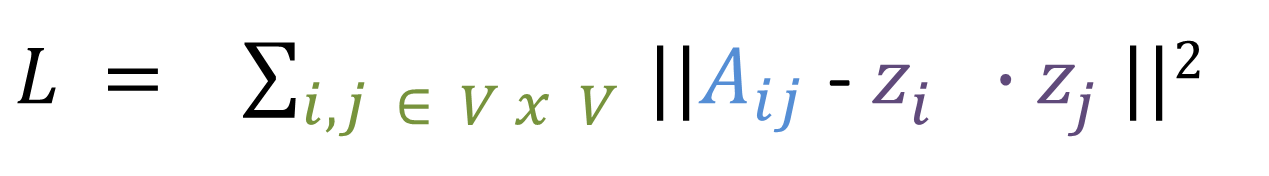 L = ∑i,j ∈ V x V ||Aij - zi · zj ||2